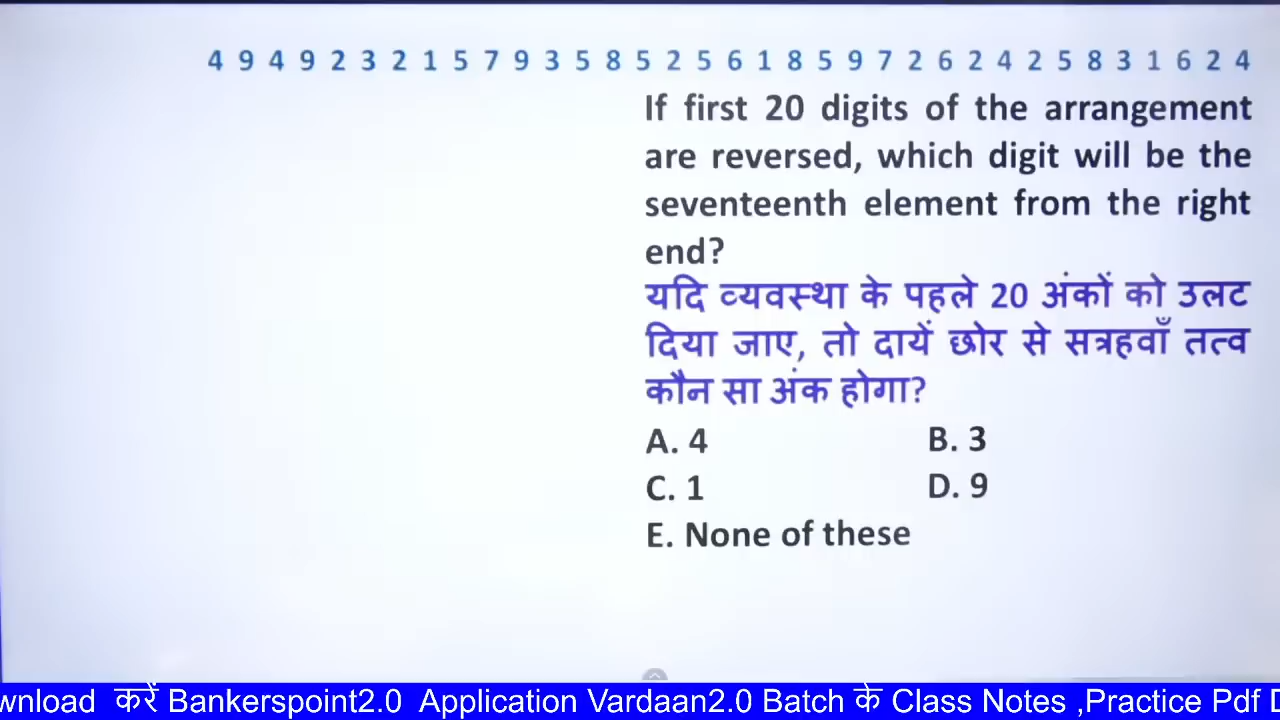 4 9 4 9 2 3 2 1 5 7 9 3 5 8 5 2 5 6 1 8 5 9 7 2 6 2 4 2 5 8 3 1 6 2 4
If first 20 digits of the arrangement
are reversed, which digit will be the
seventeenth element from the right
end?
यदि व्यवस्था के पहले 20 अंकों को उलट
दिया जाए, तो दायें छोर से सत्रहवाँ तत्व
कौन सा अंक होगा?
A. 4 B. 3
C. 1 D. 9
E. None of these
wnload करें Bankerspoint2.0 Application Vardaan2.0 Batch के Class Notes ,Practice Pdf D